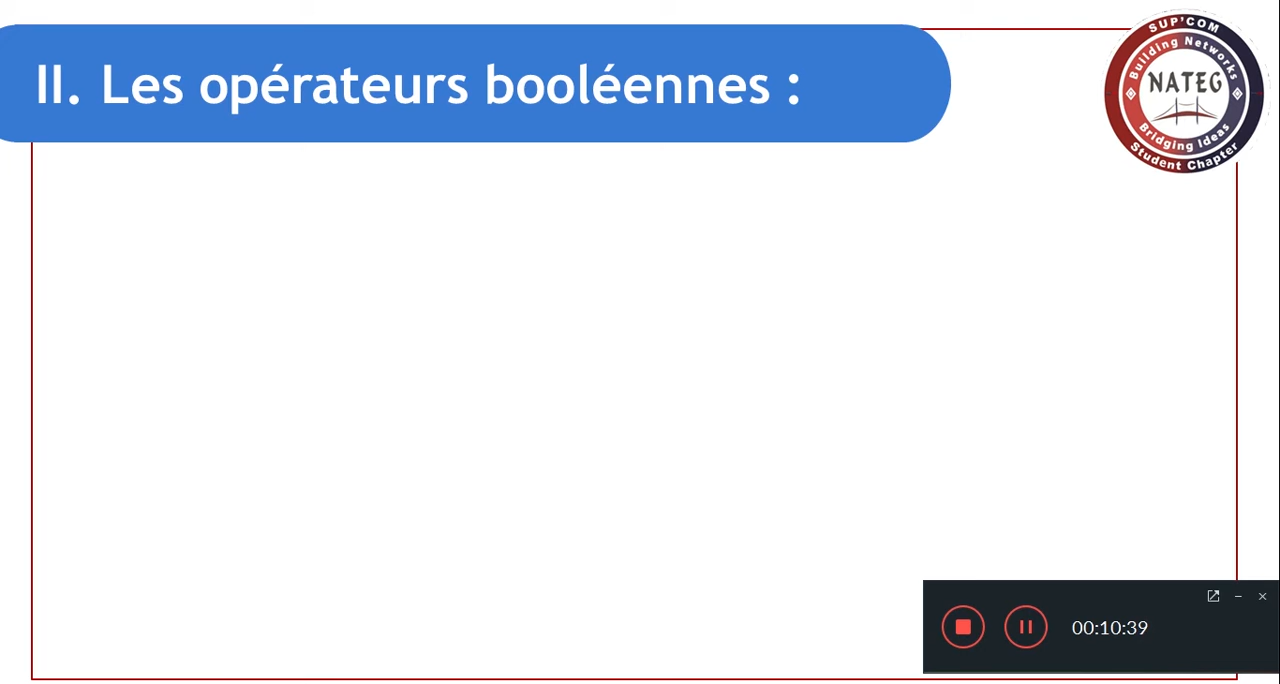 II. Les opérateurs booléennes :
SUP'COM
Building Networks
NATEG
Bridging Ideas
Student Chapter
00:10:39